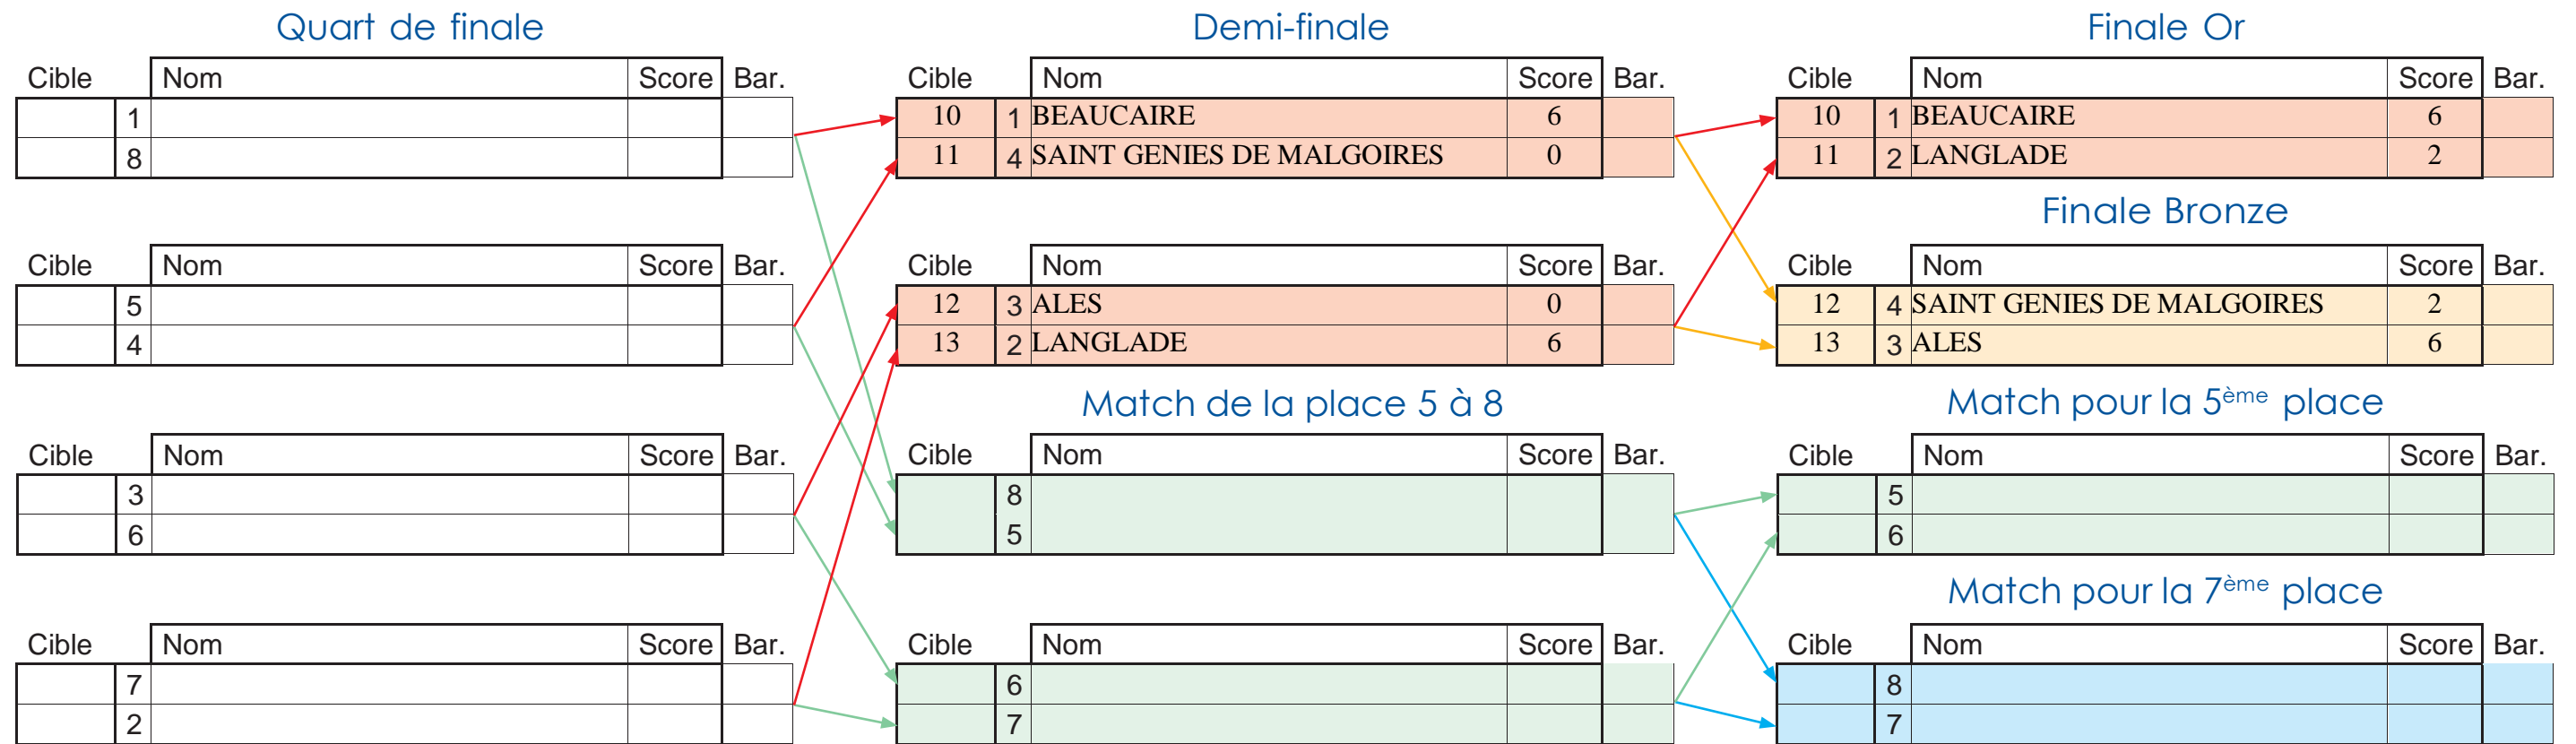 Quart de finale Demi-finale Finale Or
Cible Nom Score Bar. Cible Nom Score Bar. Cible Nom Score Bar.
1 10 1 BEAUCAIRE 6 10 1 BEAUCAIRE 6
8 11 4 SAINT GENIES DE MALGOIRES 0 11 2 LANGLADE 2
Finale Bronze
Cible Nom Score Bar. Cible Nom Score Bar. Cible Nom Score Bar.
5 12 3 ALES 0 12 4 SAINT GENIES DE MALGOIRES 2
4 13 2 LANGLADE 6 13 3 ALES 6
Match de la place 5 à 8 Match pour la 5ème place
Cible Nom Score Bar. Cible Nom Score Bar. Cible Nom Score Bar.
3 8 5
6 5 6
Match pour la 7ème place
Cible Nom Score Bar. Cible Nom Score Bar. Cible Nom Score Bar.
7 6 8
2 7 7